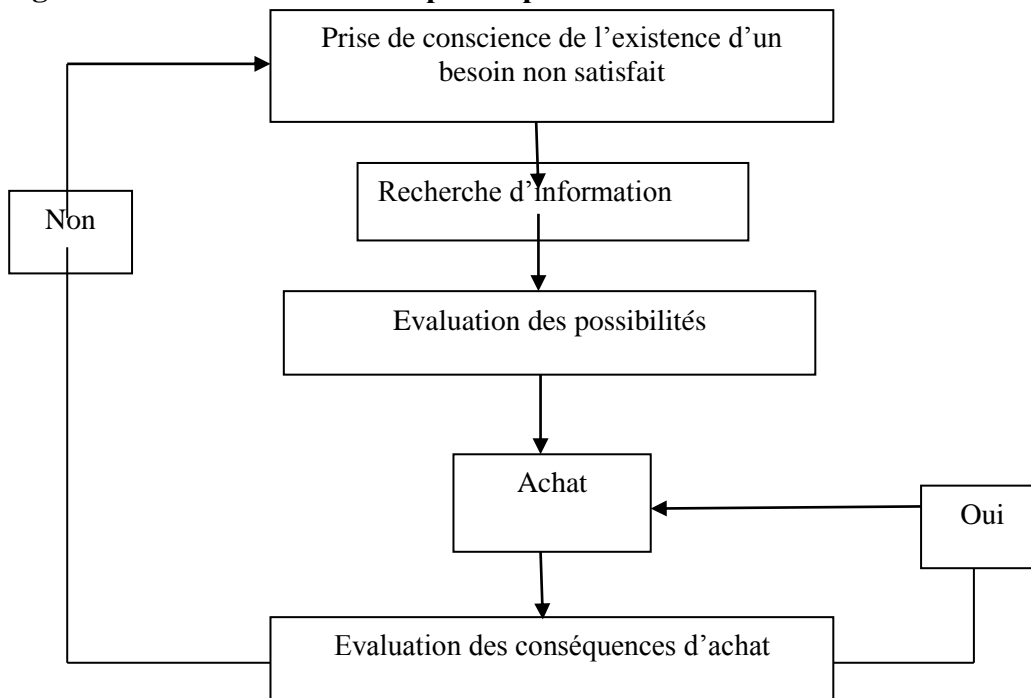 Prise de conscience de l’existence d’un
besoin non satisfait
Recherche d’information
Non
Evaluation des possibilités
Achat
Oui
Evaluation des conséquences d’achat